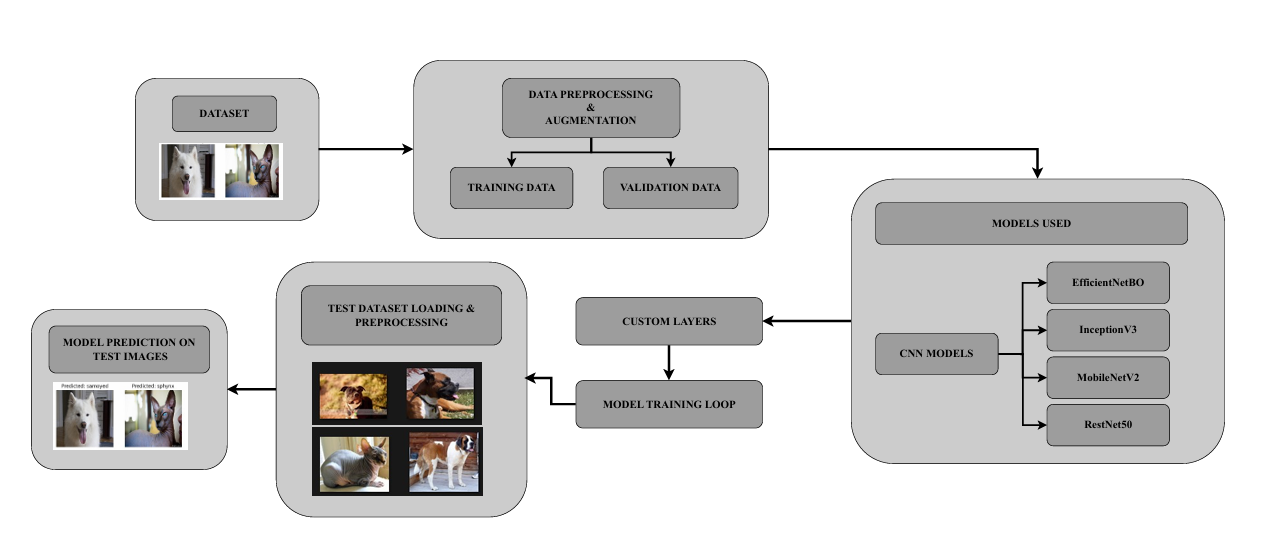 DATASET
DATA PREPROCESSING
&
AUGMENTATION
TRAINING DATA
VALIDATION DATA
MODELS USED
CNN MODELS
EfficientNetBO
InceptionV3
MobileNetV2
RestNet50
CUSTOM LAYERS
MODEL TRAINING LOOP
TEST DATASET LOADING &
PREPROCESSING
MODEL PREDICTION ON
TEST IMAGES
Predicted: samoyed
Predicted: sphynx